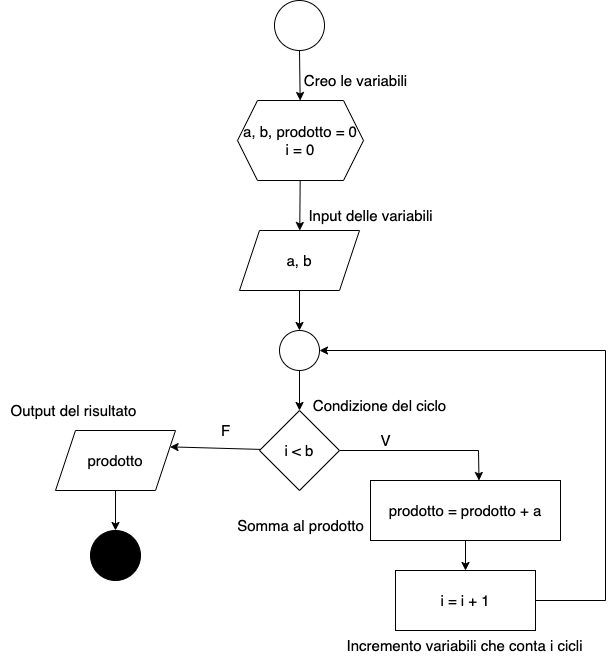 Creo le variabili
a, b, prodotto = 0
i = 0
Input delle variabili
a, b
Condizione del ciclo
i < b
F
V
Output del risultato
prodotto
prodotto = prodotto + a
Somma al prodotto
i = i + 1
Incremento variabili che conta i cicli